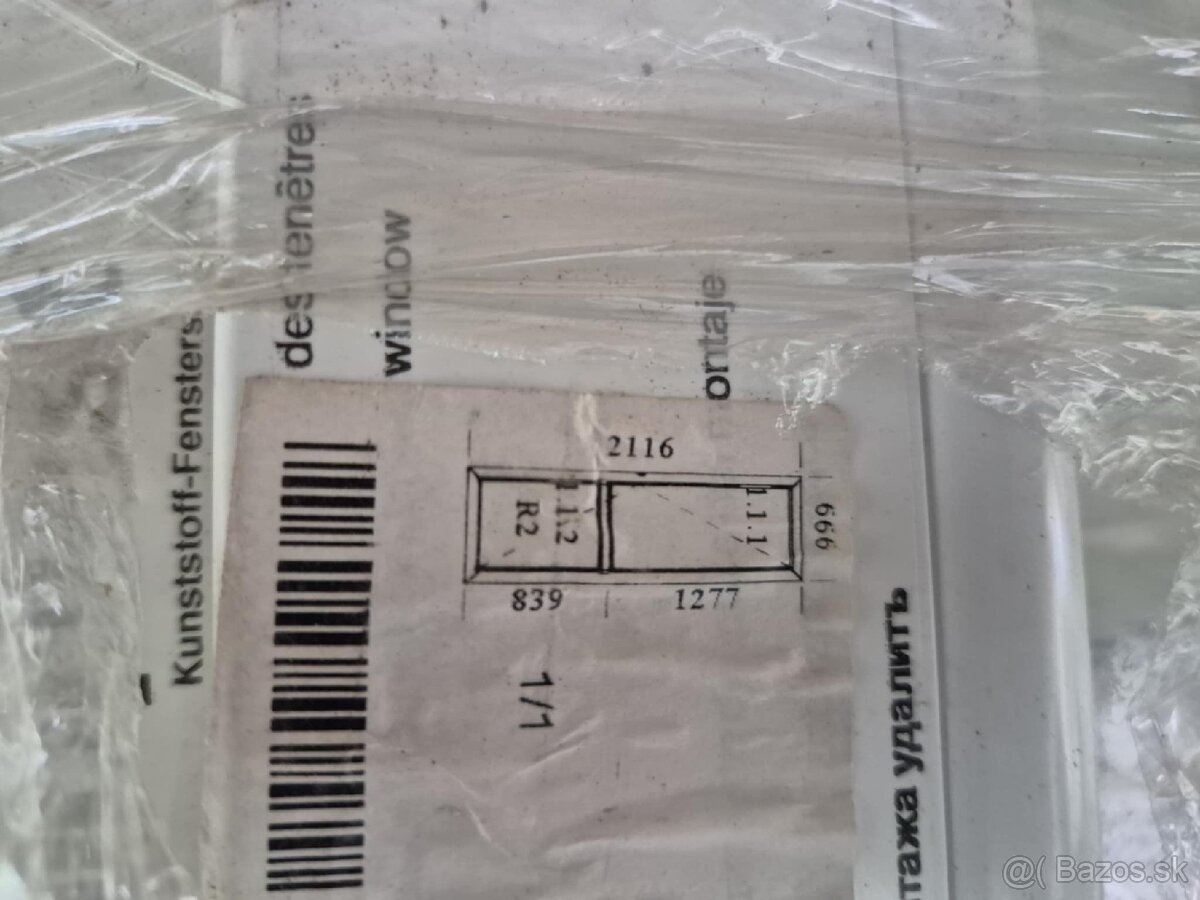 Kunststoff-Fensters
des fenêtres
window
ontaje
2116
1.1.2
R2
1.1.1
666
839
1277
1/1
тажа удалитъ
@( Bazos.sk